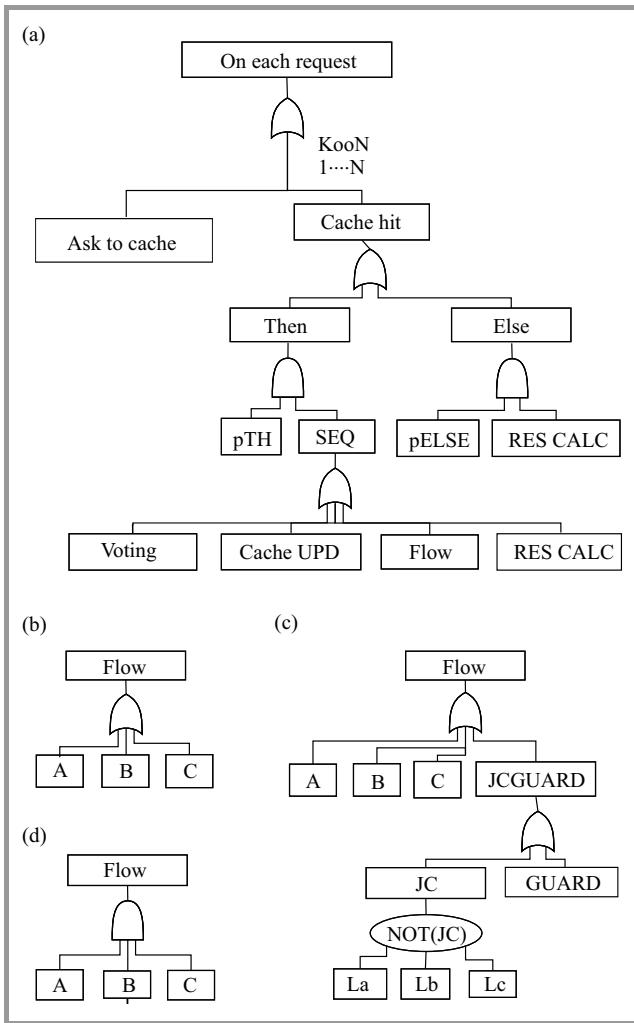 (a)
On each request
KooN
1····N
Ask to cache
Cache hit
Then
Else
pTH
SEQ
pELSE
RES CALC
Voting
Cache UPD
Flow
RES CALC
(b)
Flow
A
B
C
(c)
Flow
A
B
C
JCGUARD
JC
GUARD
NOT(JC)
La
Lb
Lc
(d)
Flow
A
B
C